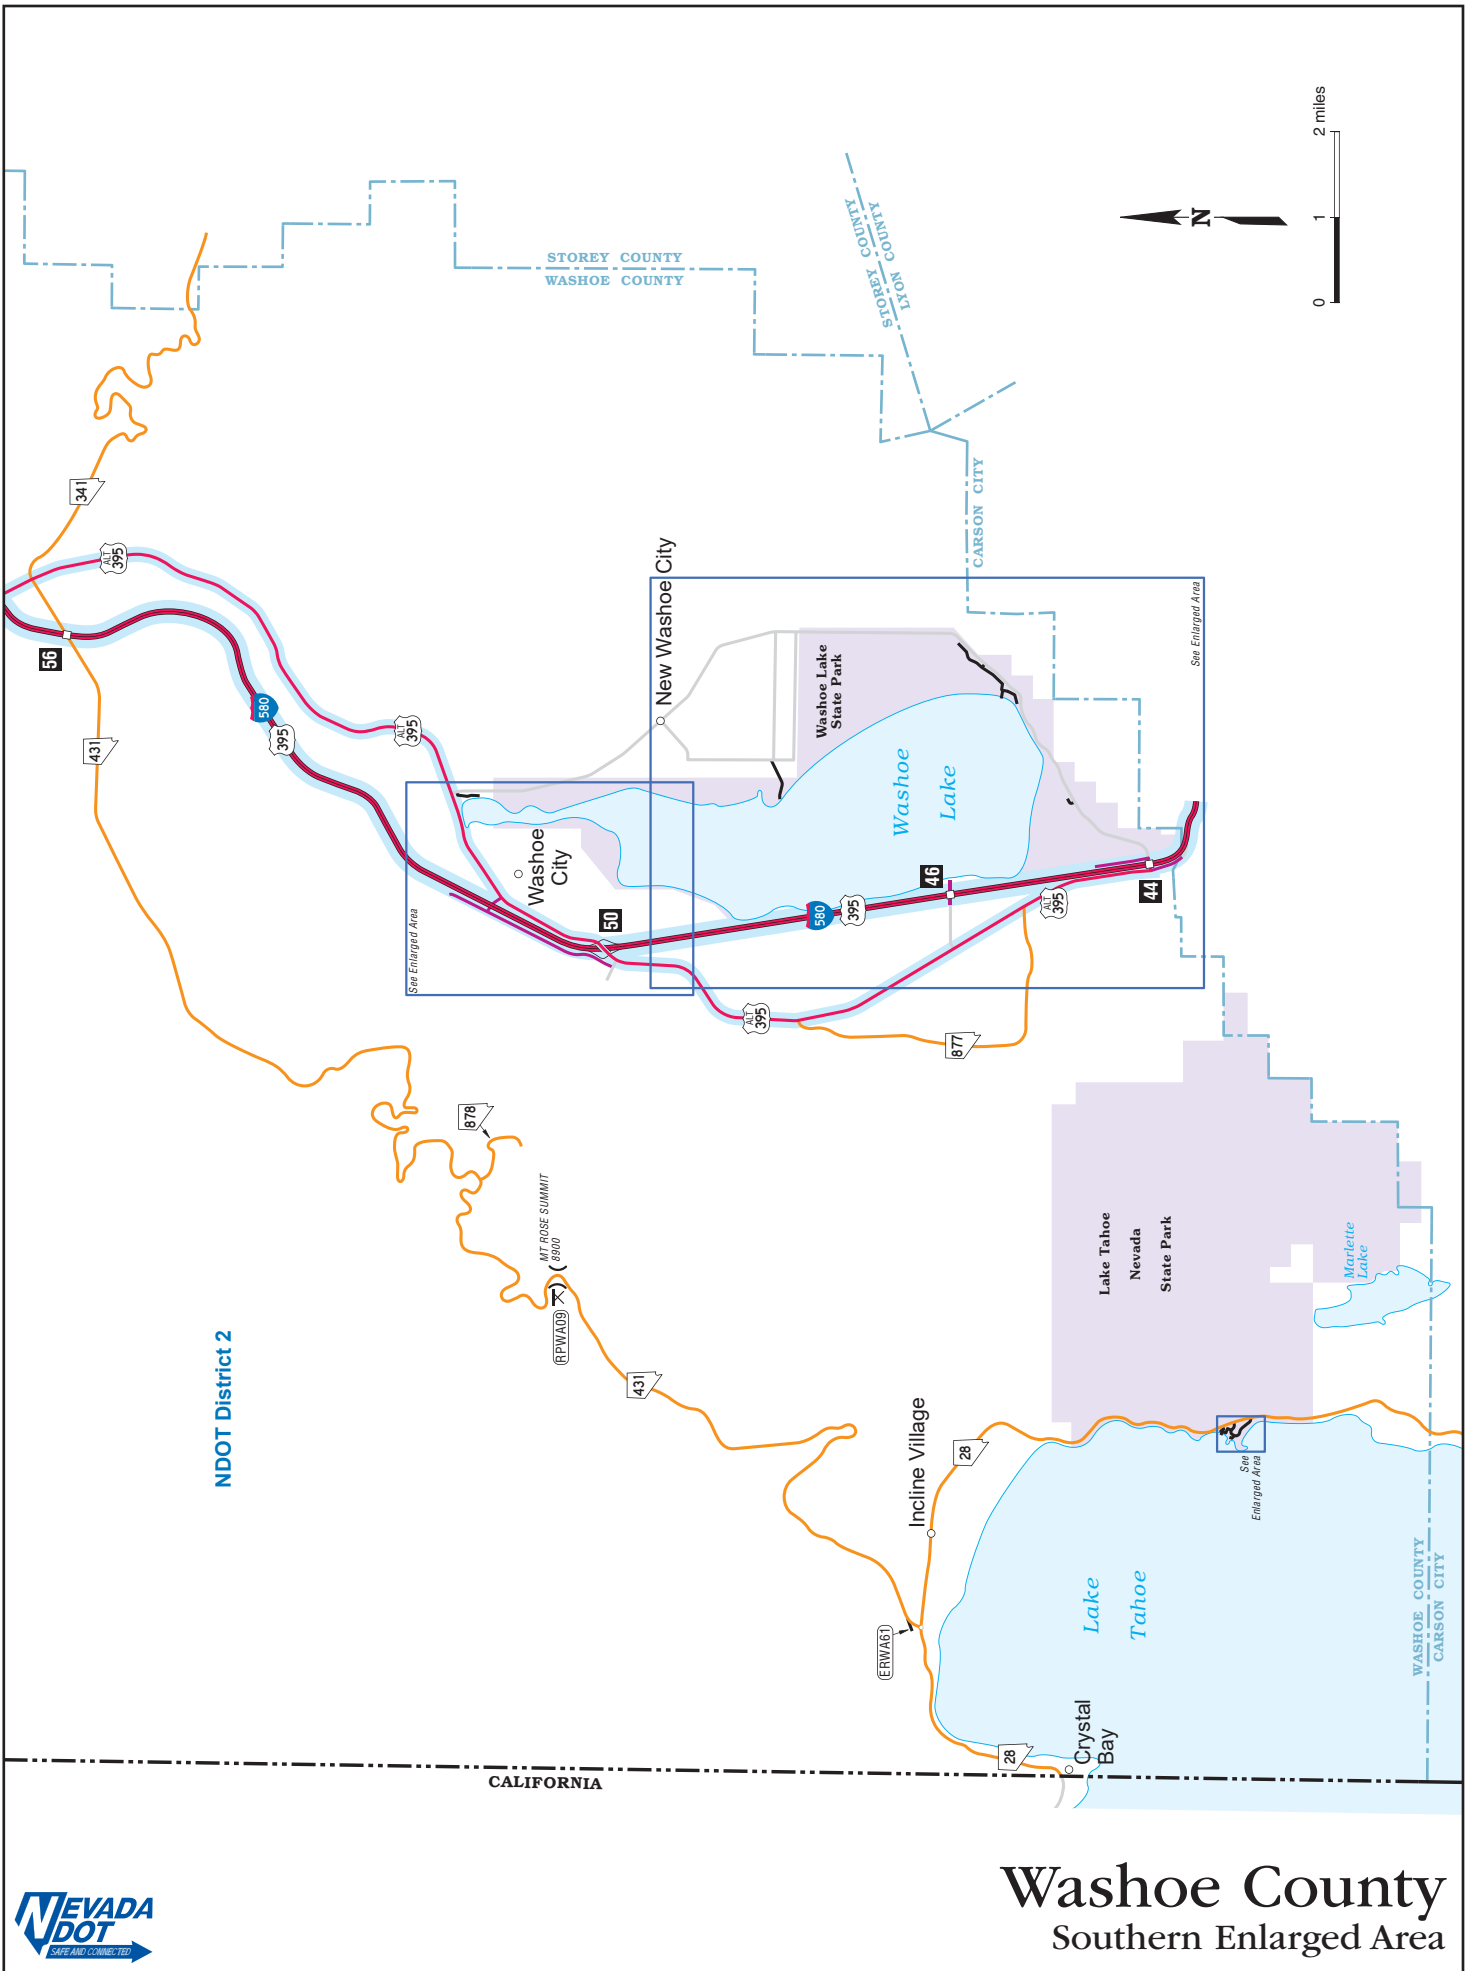 0
1
2 miles
N
STOREY COUNTY
WASHOE COUNTY
STOREY COUNTY
LYON COUNTY
CARSON CITY
341
ALT
395
56
431
580
395
ALT
395
New Washoe City
Washoe Lake
State Park
See Enlarged Area
Washoe
Lake
Washoe
City
See Enlarged Area
50
46
580
395
ALT
395
44
ALT
395
877
878
MT ROSE SUMMIT
8900
RPWA09
431
NDOT District 2
Lake Tahoe
Nevada
State Park
Marlette
Lake
Incline Village
28
See
Enlarged Area
ERWA61
Lake
Tahoe
WASHOE COUNTY
CARSON CITY
28
Crystal
Bay
CALIFORNIA
NEVADA
DOT
SAFE AND CONNECTED
Washoe County
Southern Enlarged Area